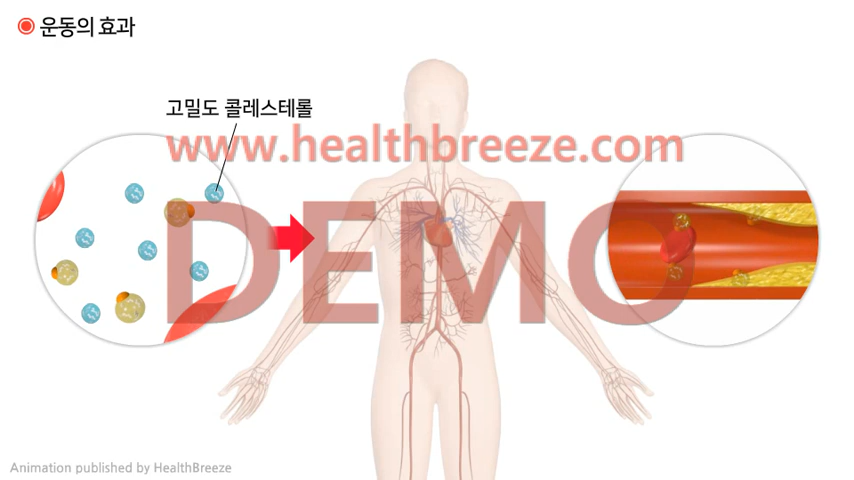 운동의 효과
고밀도 콜레스테롤
www.healthbreeze.com
DEMO
Animation published by HealthBreeze